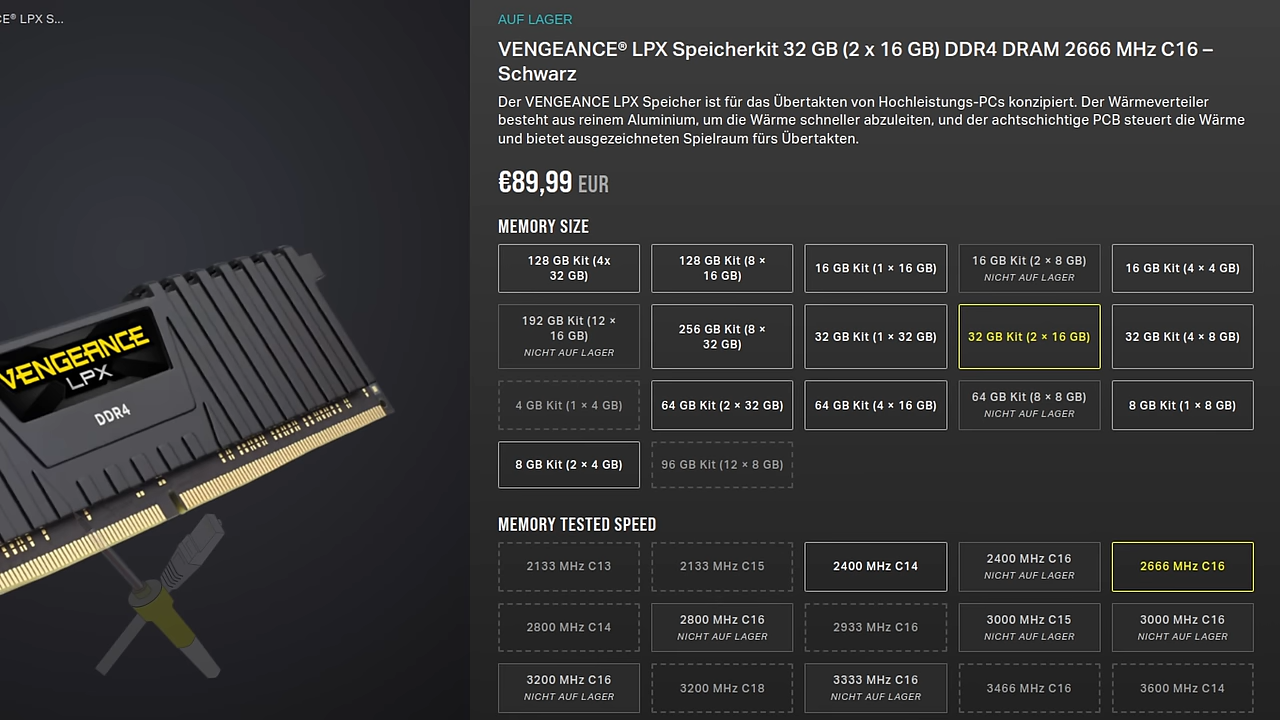 CE® LPX S...
AUF LAGER
VENGEANCE® LPX Speicherkit 32 GB (2 x 16 GB) DDR4 DRAM 2666 MHz C16 –
Schwarz
Der VENGEANCE LPX Speicher ist für das Übertakten von Hochleistungs-PCs konzipiert. Der Wärmeverteiler
besteht aus reinem Aluminium, um die Wärme schneller abzuleiten, und der achtschichtige PCB steuert die Wärme
und bietet ausgezeichneten Spielraum fürs Übertakten.
€89,99 EUR
MEMORY SIZE
128 GB Kit (4x
32 GB)
128 GB Kit (8 ×
16 GB)
16 GB Kit (1 × 16 GB)
16 GB Kit (2 × 8 GB)
NICHT AUF LAGER
16 GB Kit (4 × 4 GB)
192 GB Kit (12 ×
16 GB)
NICHT AUF LAGER
256 GB Kit (8 ×
32 GB)
32 GB Kit (1 × 32 GB)
32 GB Kit (2 × 16 GB)
32 GB Kit (4 × 8 GB)
4 GB Kit (1 × 4 GB)
64 GB Kit (2 × 32 GB)
64 GB Kit (4 × 16 GB)
64 GB Kit (8 × 8 GB)
NICHT AUF LAGER
8 GB Kit (1 × 8 GB)
8 GB Kit (2 × 4 GB)
96 GB Kit (12 × 8 GB)
MEMORY TESTED SPEED
2133 MHz C13
2133 MHz C15
2400 MHz C14
2400 MHz C16
NICHT AUF LAGER
2666 MHz C16
2800 MHz C14
2800 MHz C16
NICHT AUF LAGER
2933 MHz C16
3000 MHz C15
NICHT AUF LAGER
3000 MHz C16
NICHT AUF LAGER
3200 MHz C16
NICHT AUF LAGER
3200 MHz C18
3333 MHz C16
NICHT AUF LAGER
3466 MHz C16
3600 MHz C14
VENGEANCE
LPX
DDR4